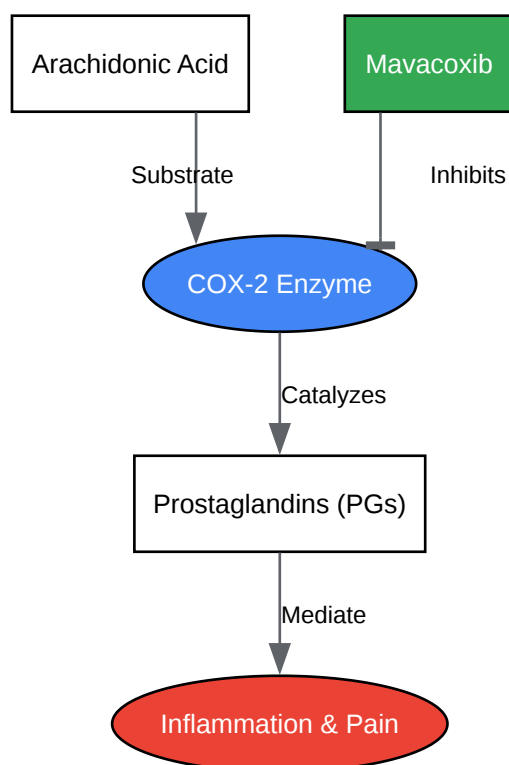 Arachidonic Acid
Mavacoxib
Substrate
Inhibits
COX-2 Enzyme
Catalyzes
Prostaglandins (PGs)
Mediate
Inflammation & Pain